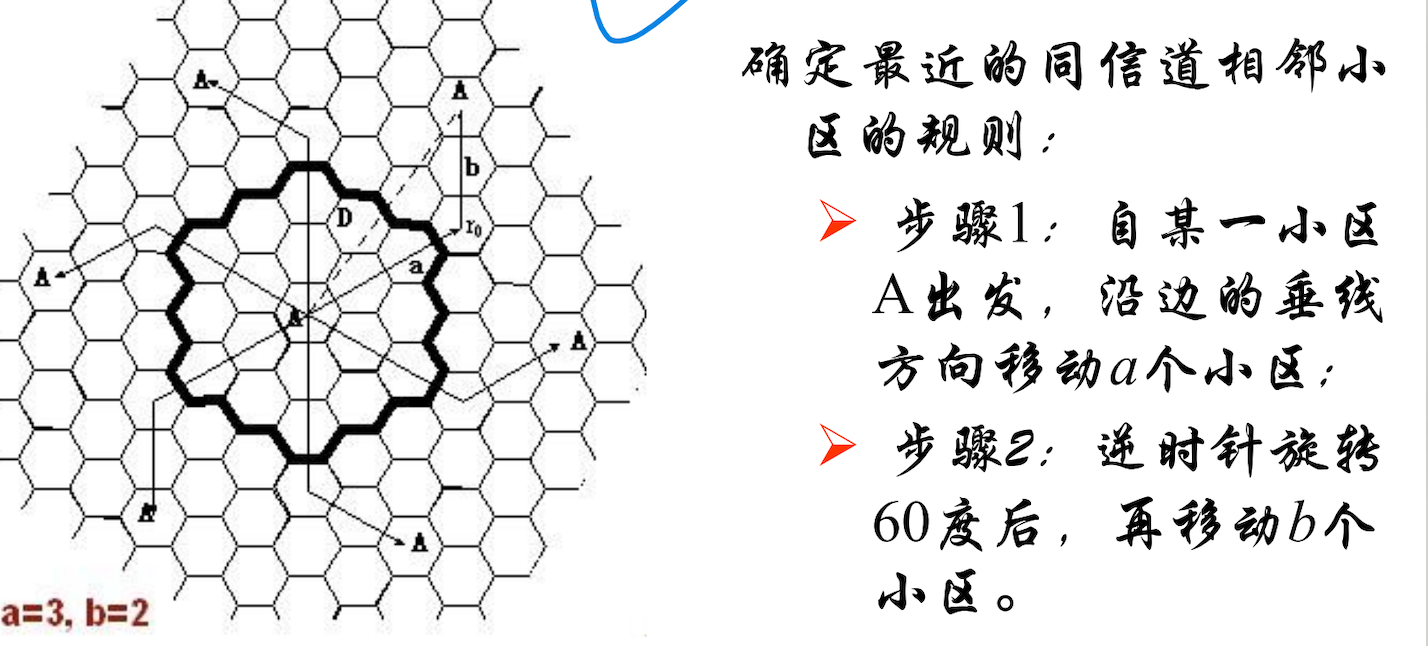 A
A
b
D
r₀
a
A
A
A
A
A
a=3, b=2
确定最近的同信道相邻小
区的规则：
步骤1：自某一小区
A出发，沿边的垂线
方向移动a个小区；
步骤2：逆时针旋转
60度后，再移动b个
小区。